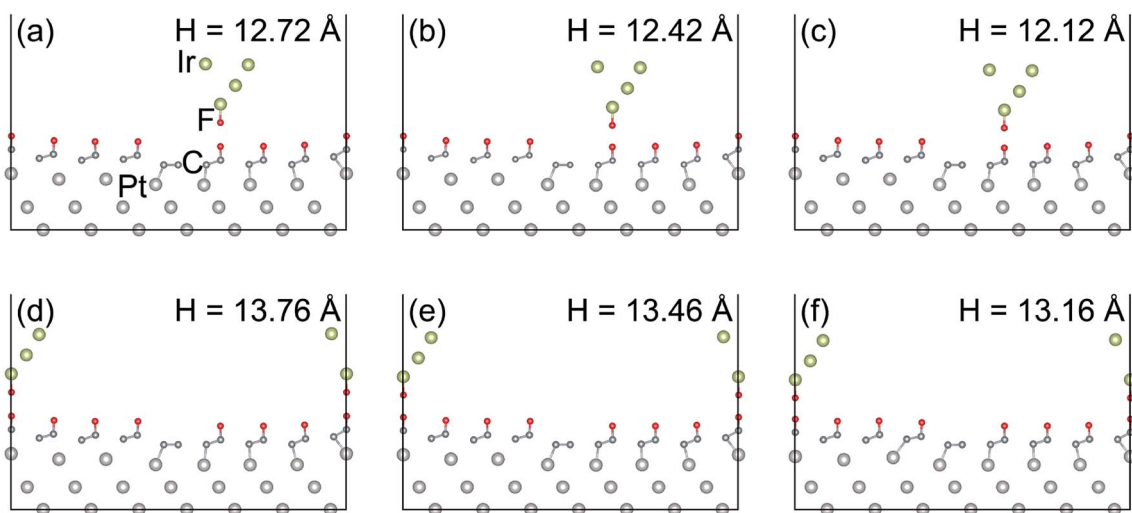 (a) H = 12.72 Å
Ir
F
C
Pt
(b) H = 12.42 Å
(c) H = 12.12 Å
(d) H = 13.76 Å
(e) H = 13.46 Å
(f) H = 13.16 Å